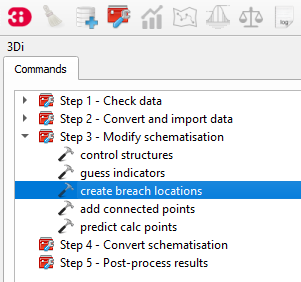 3Di
log
3Di
Commands
Step 1 - Check data
Step 2 - Convert and import data
Step 3 - Modify schematisation
control structures
guess indicators
create breach locations
add connected points
predict calc points
Step 4 - Convert schematisation
Step 5 - Post-process results